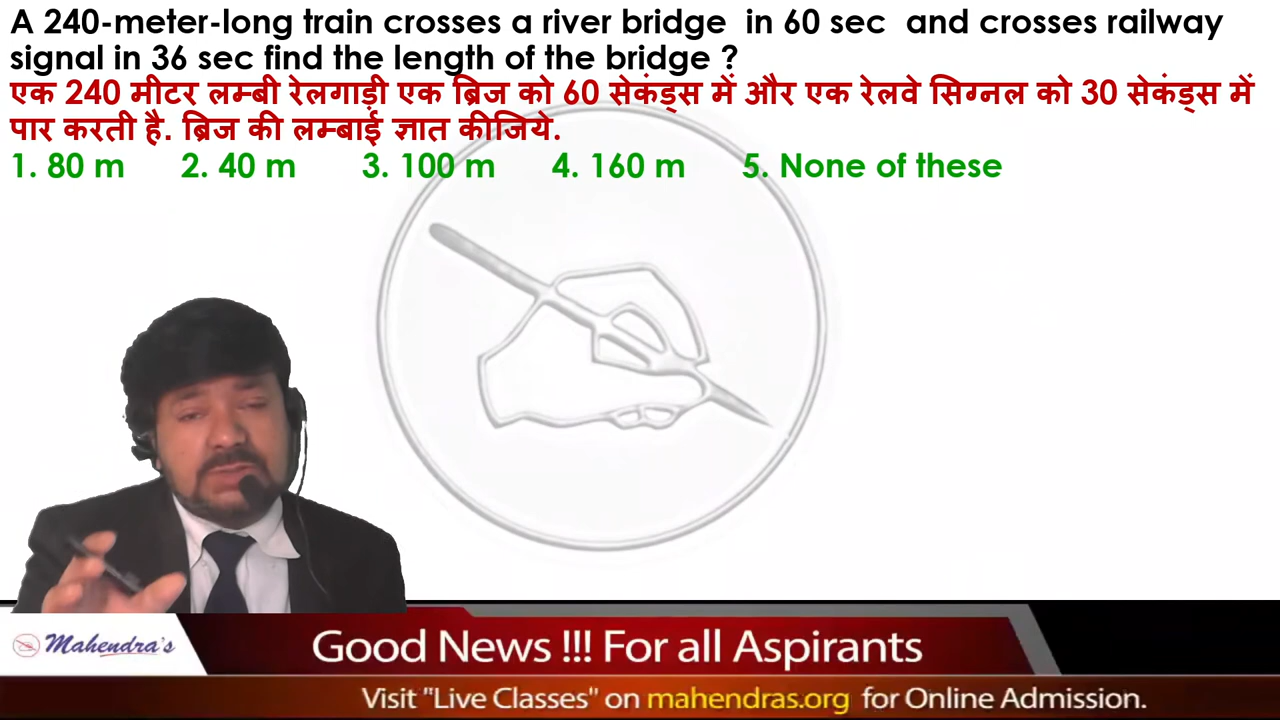 A 240-meter-long train crosses a river bridge in 60 sec and crosses railway
signal in 36 sec find the length of the bridge ?
एक 240 मीटर लम्बी रेलगाड़ी एक ब्रिज को 60 सेकंड्स में और एक रेलवे सिग्नल को 30 सेकंड्स में
पार करती है. ब्रिज की लम्बाई ज्ञात कीजिये.
1. 80 m 2. 40 m 3. 100 m 4. 160 m 5. None of these
Mahendra's
Good News !!! For all Aspirants
Visit "Live Classes" on mahendras.org for Online Admission.